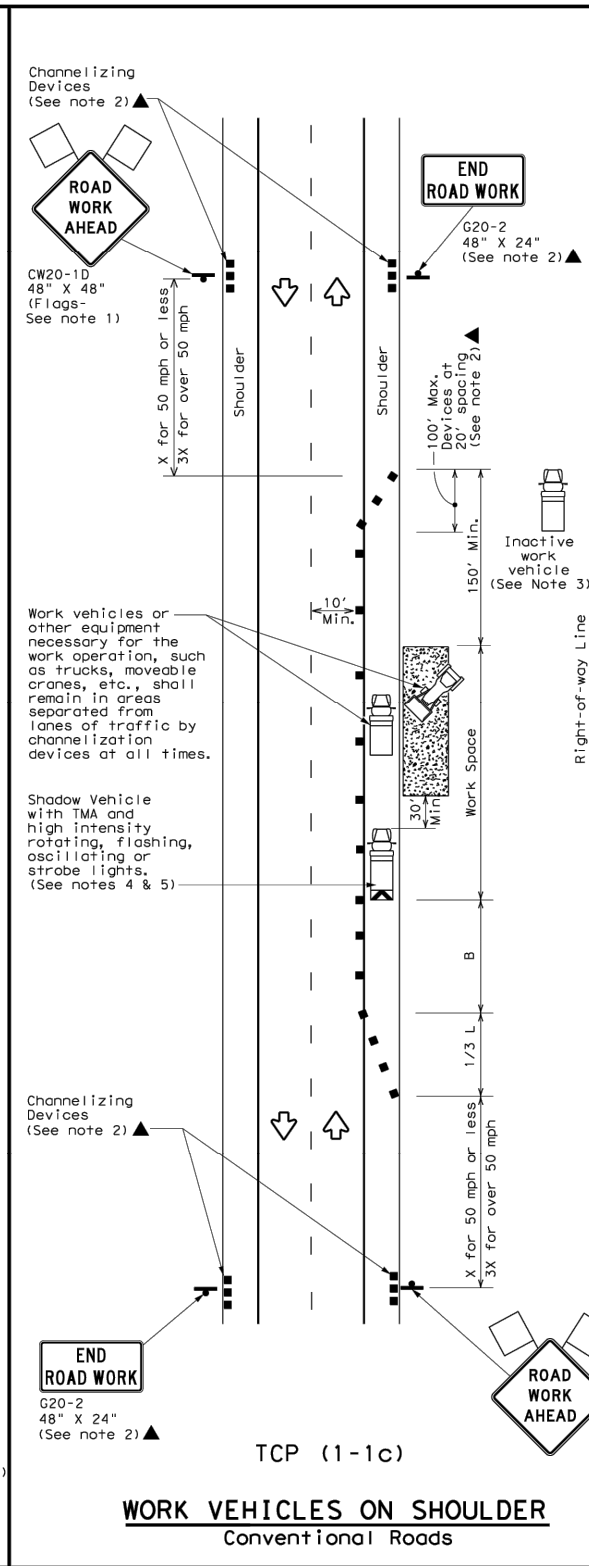 Channelizing
Devices
(See note 2)
ROAD
WORK
AHEAD
END
ROAD WORK
G20-2
48" X 24"
(See note 2)
CW20-1D
48" X 48"
(Flags-
See note 1)
X for 50 mph or less
3X for over 50 mph
Shoulder
Shoulder
100' Max.
Devices at
20' spacing
(See note 2)
150' Min.
Inactive
work
vehicle
(See Note 3)
10'
Min.
Right-of-way Line
Work vehicles or
other equipment
necessary for the
work operation, such
as trucks, moveable
cranes, etc., shall
remain in areas
separated from
lanes of traffic by
channelization
devices at all times.
Work Space
30'
Min
Shadow Vehicle
with TMA and
high intensity
rotating, flashing,
oscillating or
strobe lights.
(See notes 4 & 5)
B
1/3 L
Channelizing
Devices
(See note 2)
X for 50 mph or less
3X for over 50 mph
END
ROAD WORK
G20-2
48" X 24"
(See note 2)
ROAD
WORK
AHEAD
)
TCP (1-1c)
WORK VEHICLES ON SHOULDER
Conventional Roads